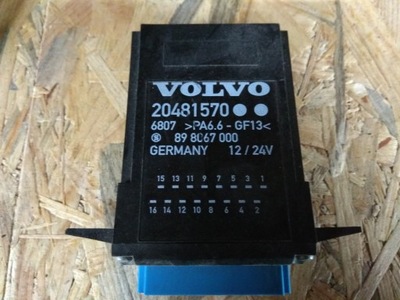 VOLVO
20481570
6807 >PA6.6-GF13<
89 8067 000
GERMANY 12/24V
15 13 11 9 7 5 3 1
16 14 12 10 8 6 4 2